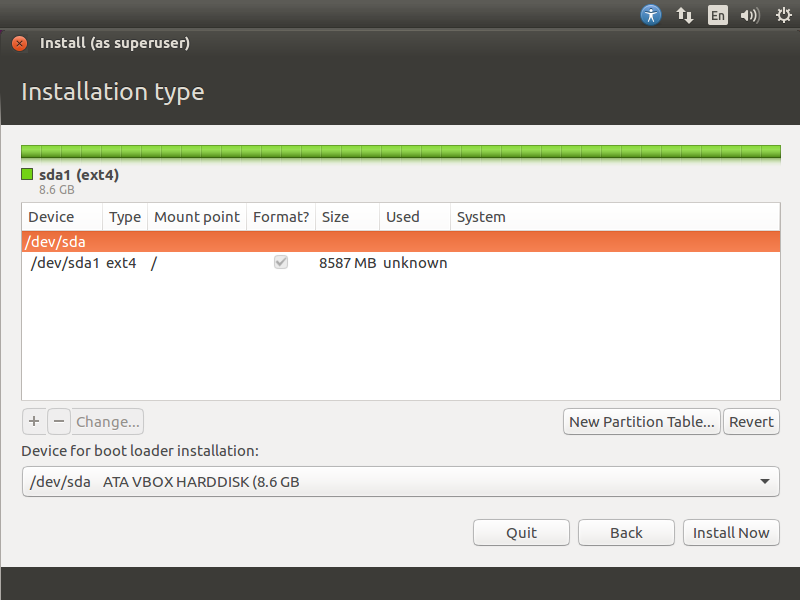 En
Install (as superuser)
Installation type
sda1 (ext4)
8.6 GB
Device Type Mount point Format? Size Used System
/dev/sda
/dev/sda1 ext4 / 8587 MB unknown
+ − Change... New Partition Table... Revert
Device for boot loader installation:
/dev/sda ATA VBOX HARDDISK (8.6 GB
Quit Back Install Now